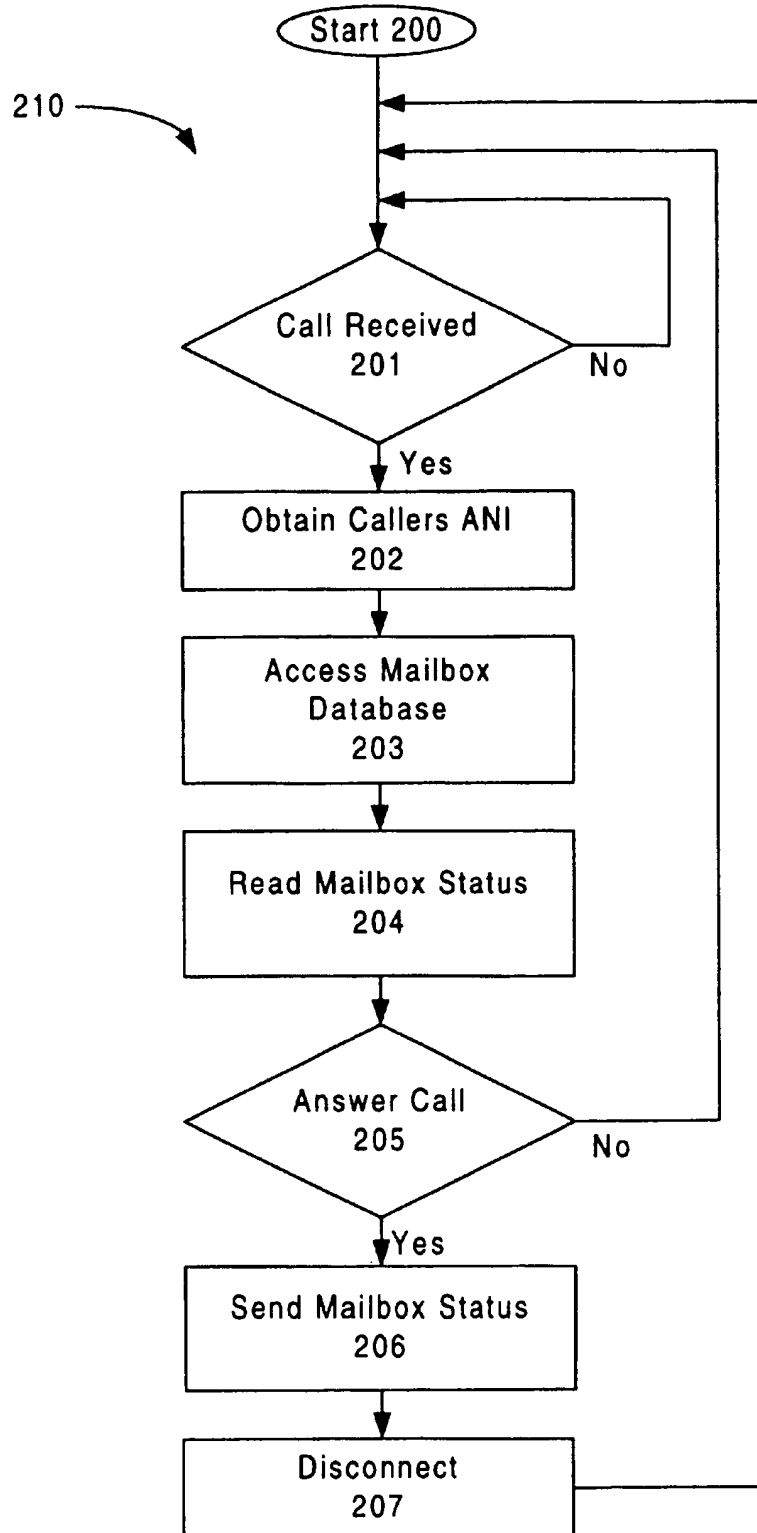 Start 200
210
Call Received
201
No
Yes
Obtain Callers ANI
202
Access Mailbox
Database
203
Read Mailbox Status
204
Answer Call
205
No
Yes
Send Mailbox Status
206
Disconnect
207